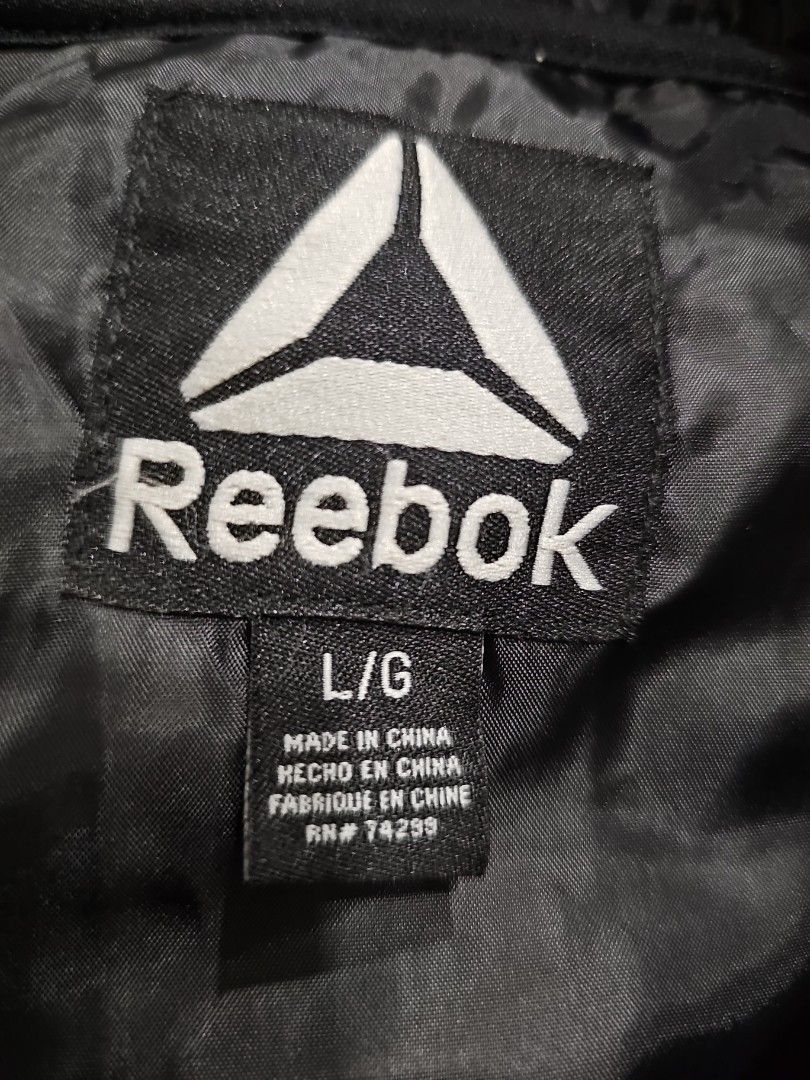 Reebok
L/G
MADE IN CHINA
HECHO EN CHINA
FABRIQUE EN CHINE
RN# 74299